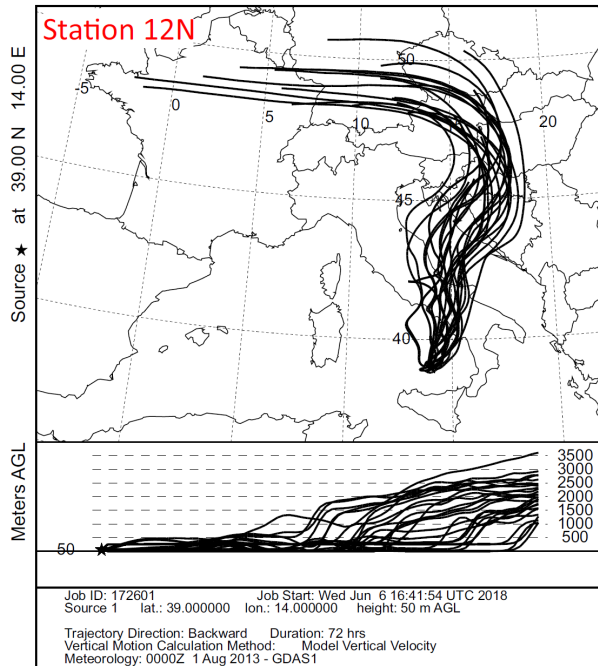 Station 12N
Source ★ at 39.00 N 14.00 E
-5
0
5
10
50
20
45
40
Meters AGL
50
3500
3000
2500
2000
1500
1000
500
Job ID: 172601 Job Start: Wed Jun 6 16:41:54 UTC 2018
Source 1 lat.: 39.000000 lon.: 14.000000 height: 50 m AGL
Trajectory Direction: Backward Duration: 72 hrs
Vertical Motion Calculation Method: Model Vertical Velocity
Meteorology: 0000Z 1 Aug 2013 - GDAS1